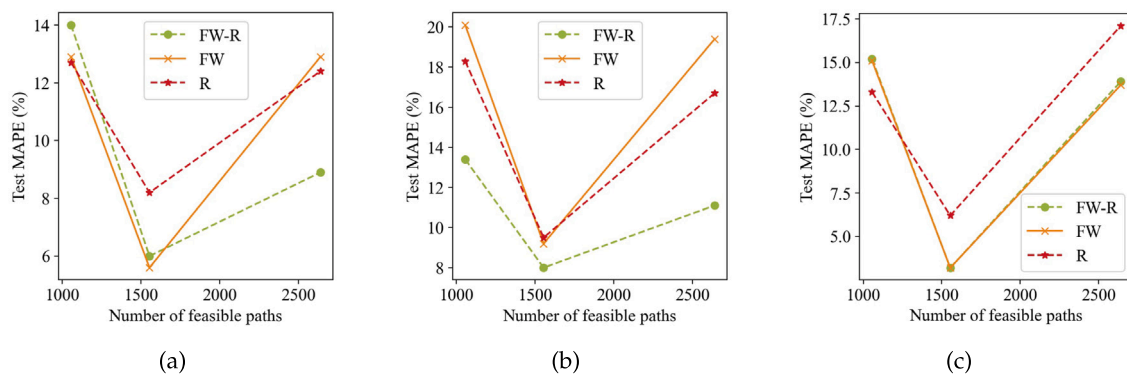 14
12
10
8
6
Test MAPE (%)
FW-R
FW
R
1000 1500 2000 2500
Number of feasible paths
(a)
20
18
16
14
12
10
8
Test MAPE (%)
FW-R
FW
R
1000 1500 2000 2500
Number of feasible paths
(b)
17.5
15.0
12.5
10.0
7.5
5.0
Test MAPE (%)
FW-R
FW
R
1000 1500 2000 2500
Number of feasible paths
(c)